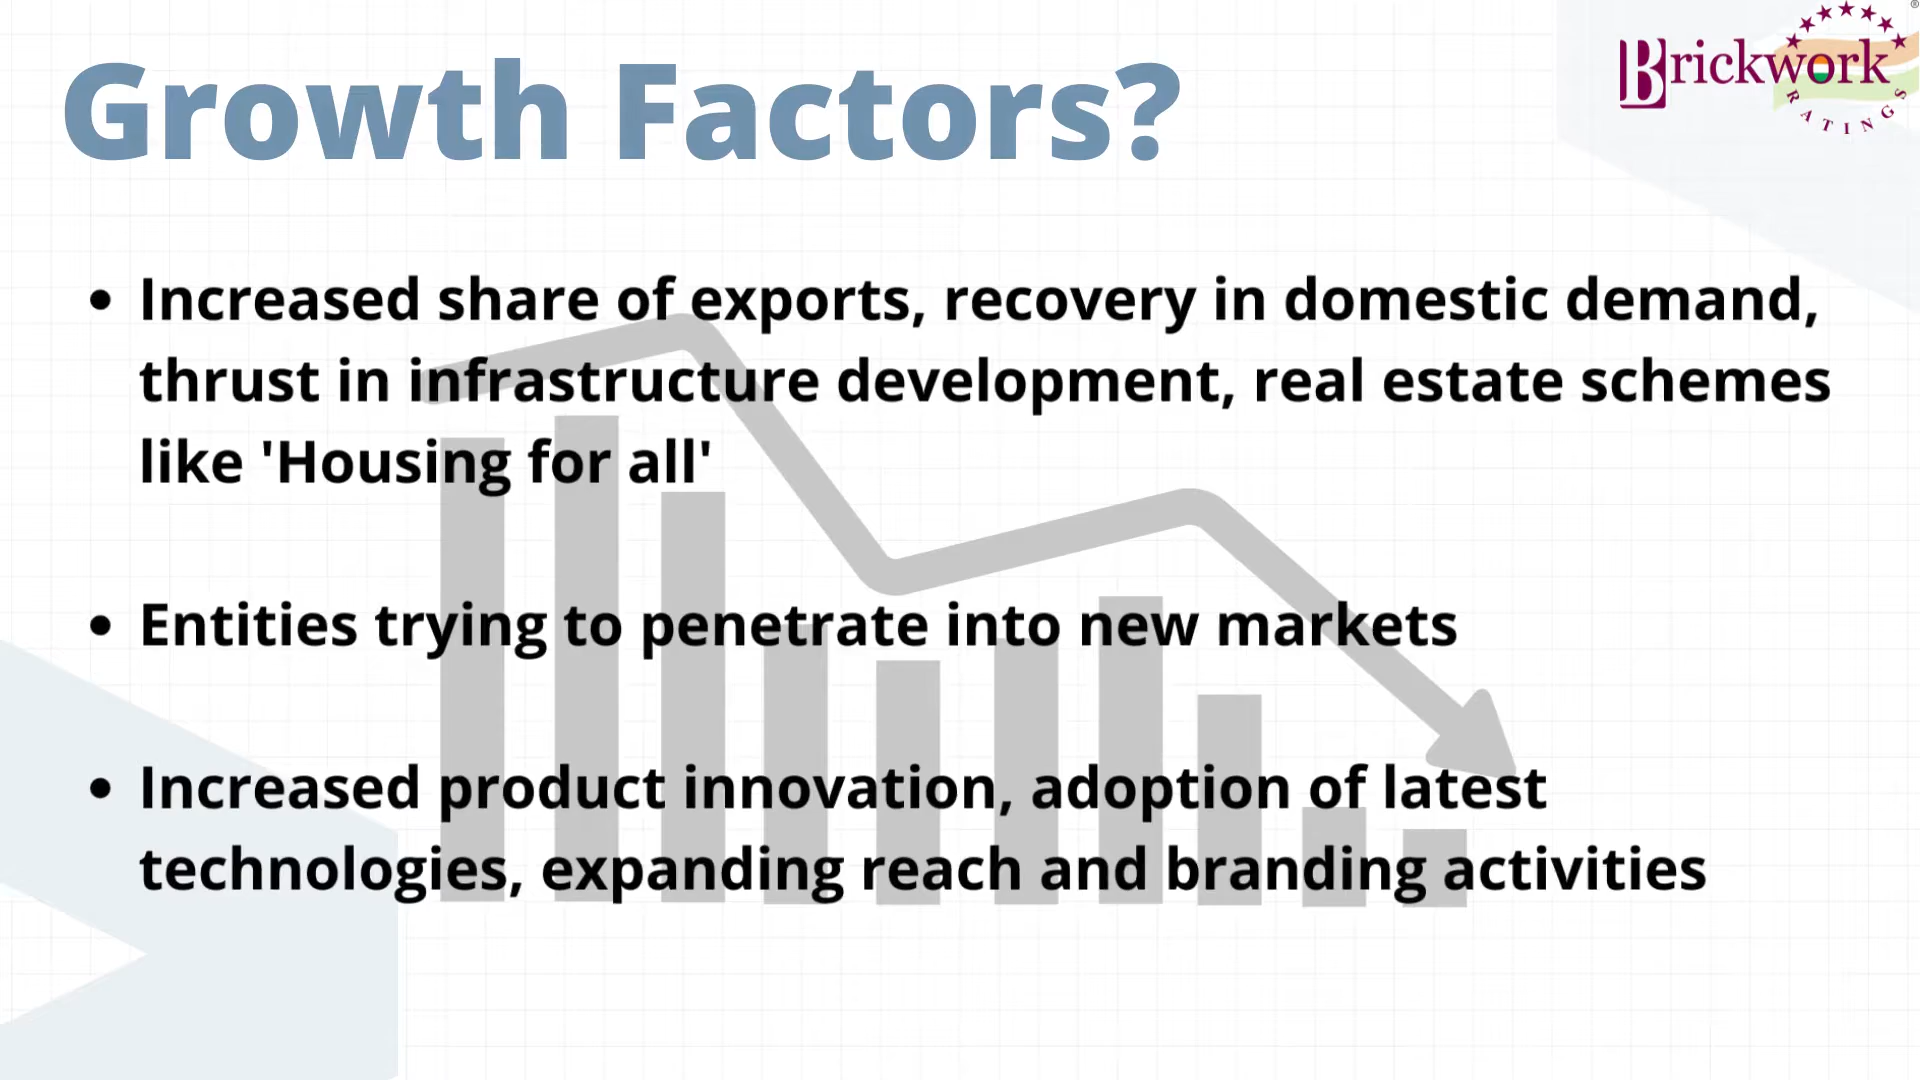 Growth Factors?
Brickwork
RATINGS
®
• Increased share of exports, recovery in domestic demand,
thrust in infrastructure development, real estate schemes
like 'Housing for all'
• Entities trying to penetrate into new markets
• Increased product innovation, adoption of latest
technologies, expanding reach and branding activities